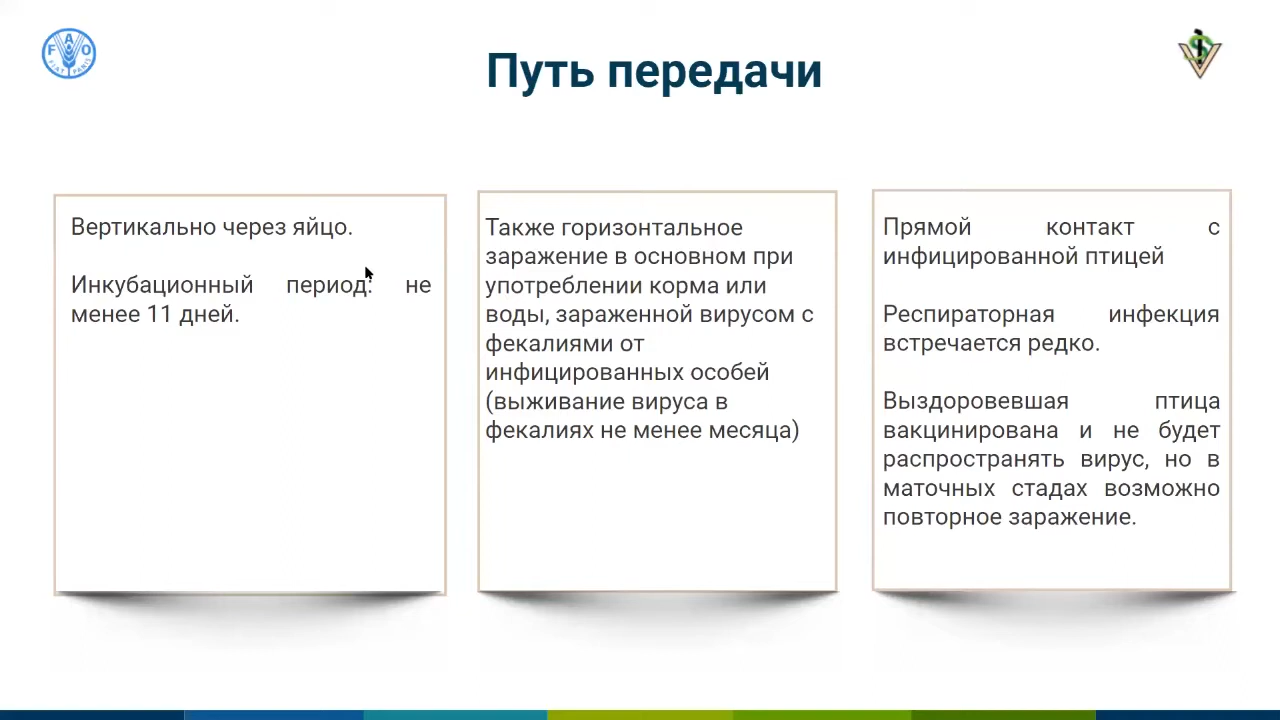 F A O
FIAT PANIS
Путь передачи
Вертикально через яйцо.
Инкубационный период: не
менее 11 дней.
Также горизонтальное
заражение в основном при
употреблении корма или
воды, зараженной вирусом с
фекалиями от
инфицированных особей
(выживание вируса в
фекалиях не менее месяца)
Прямой контакт с
инфицированной птицей
Респираторная инфекция
встречается редко.
Выздоровевшая птица
вакцинирована и не будет
распространять вирус, но в
маточных стадах возможно
повторное заражение.